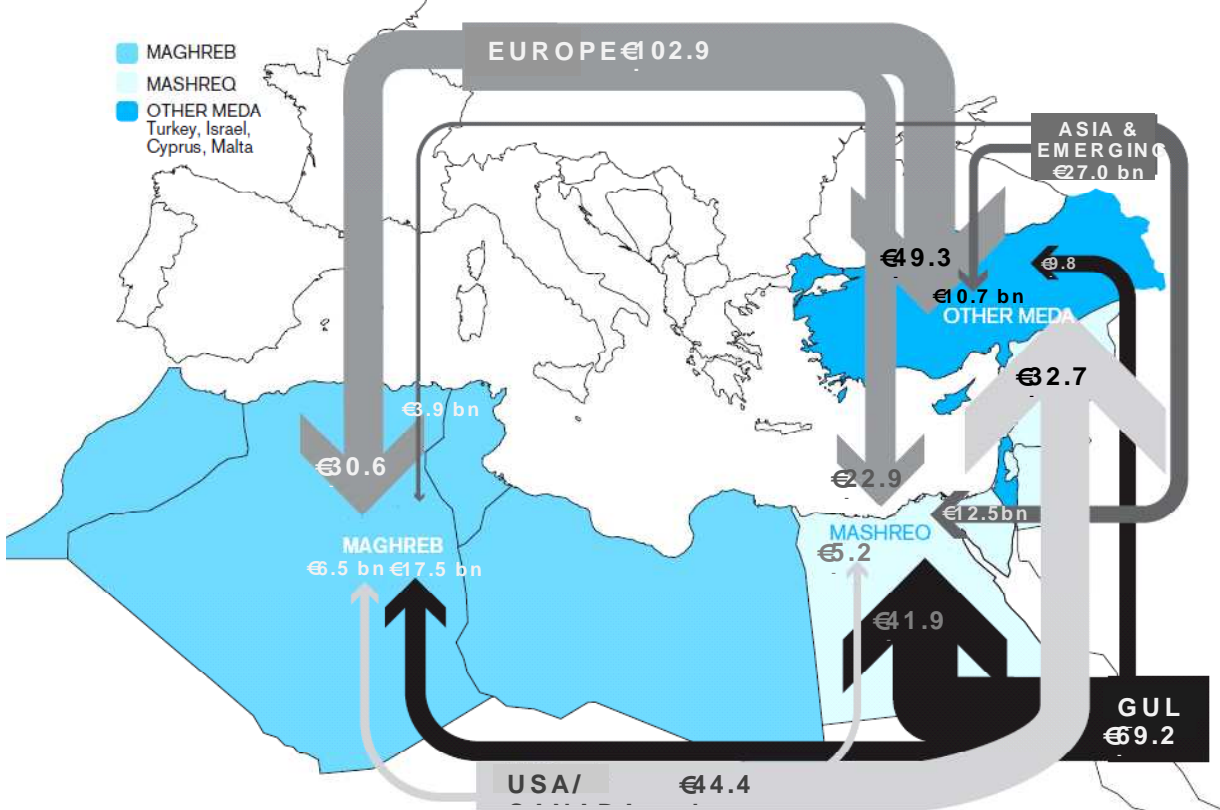 MAGHREB
MASHREQ
OTHER MEDA
Turkey, Israel,
Cyprus, Malta
EUROPE €102.9
ASIA &
EMERGING
€27.0 bn
€49.3
€9.8
€10.7 bn
OTHER MEDA
€32.7
€3.9 bn
€30.6
€22.9
€12.5bn
MASHREQ
€5.2
MAGHREB
€6.5 bn €17.5 bn
€41.9
GUL
€69.2
USA/ €44.4